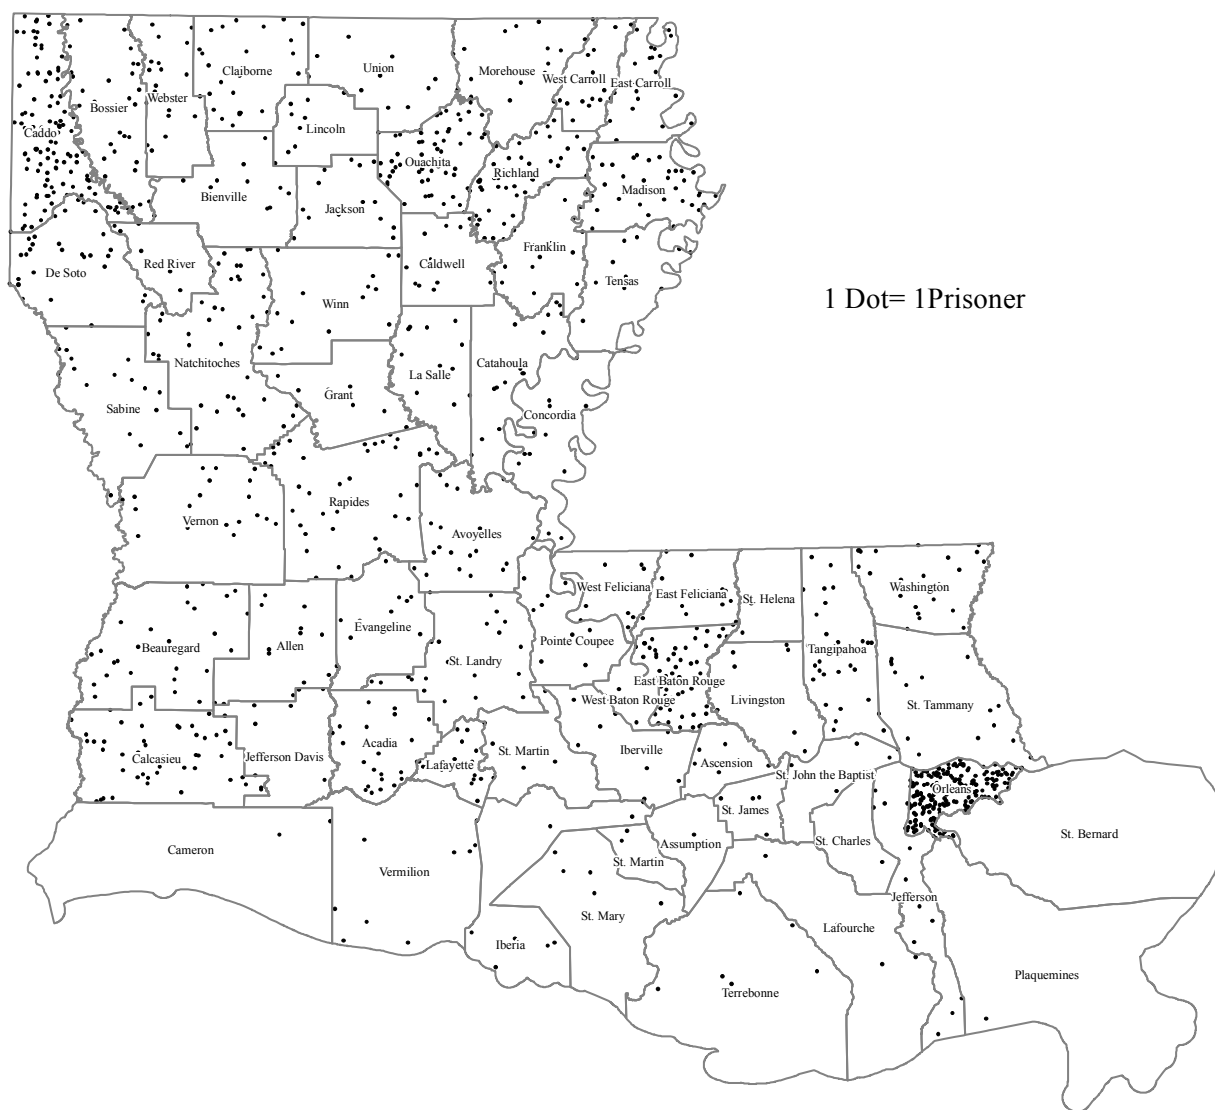 Claiborne
Union
Morehouse
West Carroll
East Carroll
Webster
Bossier
Caddo
Lincoln
Ouachita
Richland
Madison
Bienville
Jackson
Franklin
Caldwell
Red River
De Soto
Tensas
Winn
1 Dot= 1Prisoner
Natchitoches
La Salle
Catahoula
Grant
Sabine
Concordia
Rapides
Vernon
Avoyelles
West Feliciana
East Feliciana
St. Helena
Washington
Evangeline
Pointe Coupee
Beauregard
Allen
Tangipahoa
St. Landry
East Baton Rouge
West Baton Rouge
Livingston
St. Tammany
Acadia
Iberville
St. Martin
Calcasieu
Jefferson Davis
Lafayette
Ascension
St. John the Baptist
Orleans
St. James
St. Bernard
Cameron
Assumption
St. Charles
St. Martin
Vermilion
Jefferson
St. Mary
Lafourche
Iberia
Plaquemines
Terrebonne